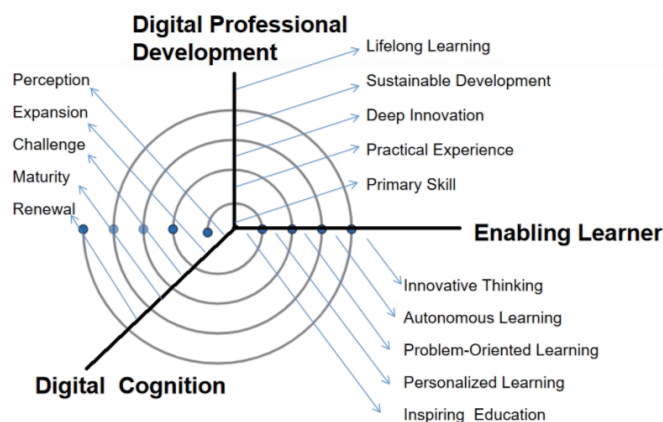 Digital Professional
Development
Lifelong Learning
Sustainable Development
Deep Innovation
Practical Experience
Primary Skill
Perception
Expansion
Challenge
Maturity
Renewal
Enabling Learner
Innovative Thinking
Autonomous Learning
Problem-Oriented Learning
Personalized Learning
Inspiring Education
Digital Cognition